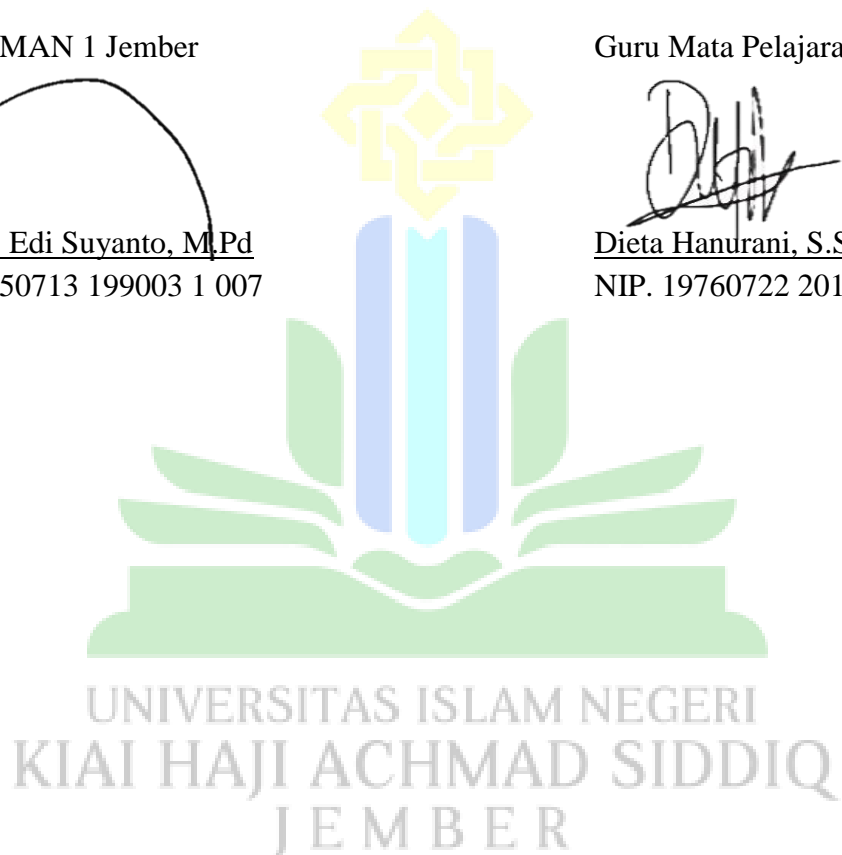 MAN 1 Jember
Guru Mata Pelajara
Edi Suyanto, M.Pd
Dieta Hanurani, S.S
50713 199003 1 007
NIP. 19760722 201
UNIVERSITAS ISLAM NEGERI
KIAI HAJI ACHMAD SIDDIQ
JEMBER